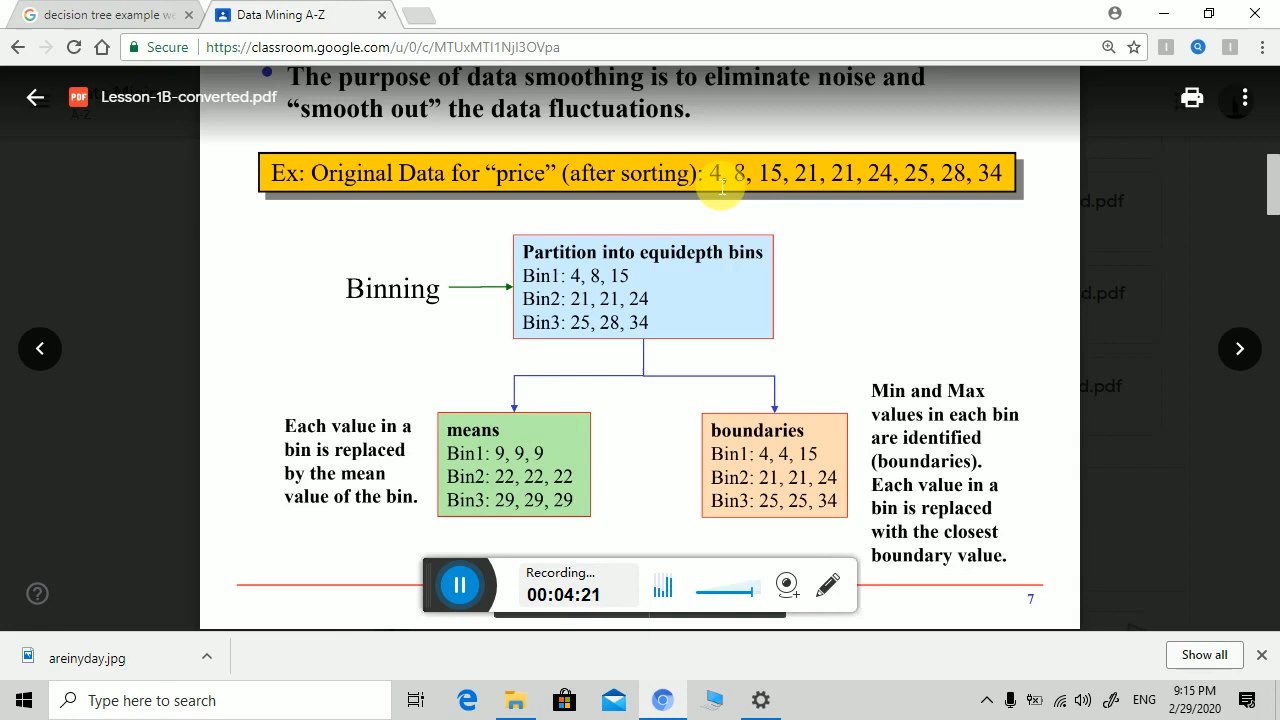 decision tree example we
Data Mining A-Z
Secure
https://classroom.google.com/u/0/c/MTUxMTI1NjI3OVpa
PDF
Lesson-1B-converted.pdf
A-Z
• The purpose of data smoothing is to eliminate noise and
“smooth out” the data fluctuations.
Ex: Original Data for “price” (after sorting): 4, 8, 15, 21, 21, 24, 25, 28, 34
d.pdf
Binning
Partition into equidepth bins
Bin1: 4, 8, 15
Bin2: 21, 21, 24
Bin3: 25, 28, 34
d.pdf
d.pdf
Each value in a
bin is replaced
by the mean
value of the bin.
means
Bin1: 9, 9, 9
Bin2: 22, 22, 22
Bin3: 29, 29, 29
boundaries
Bin1: 4, 4, 15
Bin2: 21, 21, 24
Bin3: 25, 25, 34
Min and Max
values in each bin
are identified
(boundaries).
Each value in a
bin is replaced
with the closest
boundary value.
Recording...
00:04:21
7
areinyday.jpg
Show all
Type here to search
ENG
9:15 PM
2/29/2020